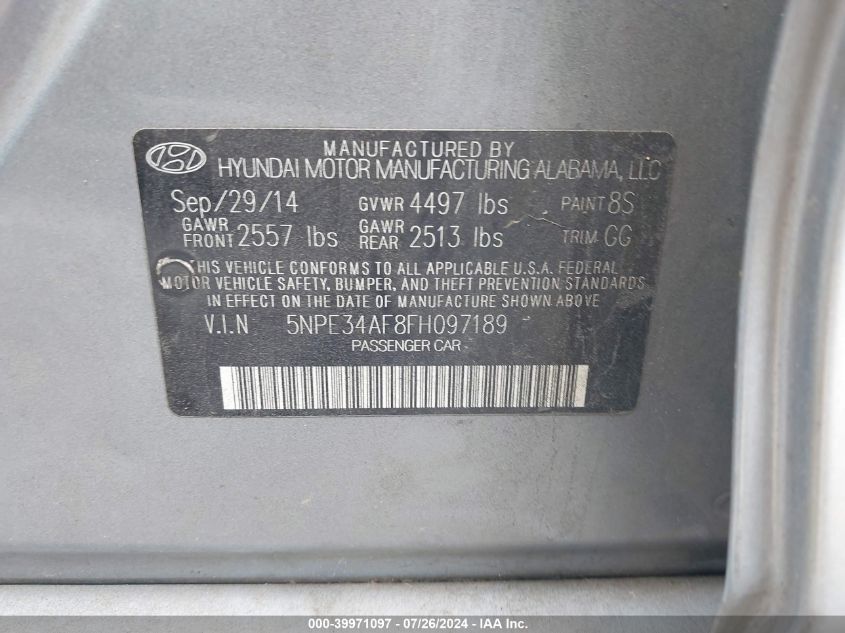 MANUFACTURED BY
HYUNDAI MOTOR MANUFACTURING ALABAMA, LLC
Sep/29/14 GVWR 4497 lbs PAINT 8S
GAWR FRONT 2557 lbs GAWR REAR 2513 lbs TRIM GG
THIS VEHICLE CONFORMS TO ALL APPLICABLE U.S.A. FEDERAL
MOTOR VEHICLE SAFETY, BUMPER, AND THEFT PREVENTION STANDARDS
IN EFFECT ON THE DATE OF MANUFACTURE SHOWN ABOVE
V.I.N 5NPE34AF8FH097189
PASSENGER CAR
000-39971097 - 07/26/2024 - IAAI.com